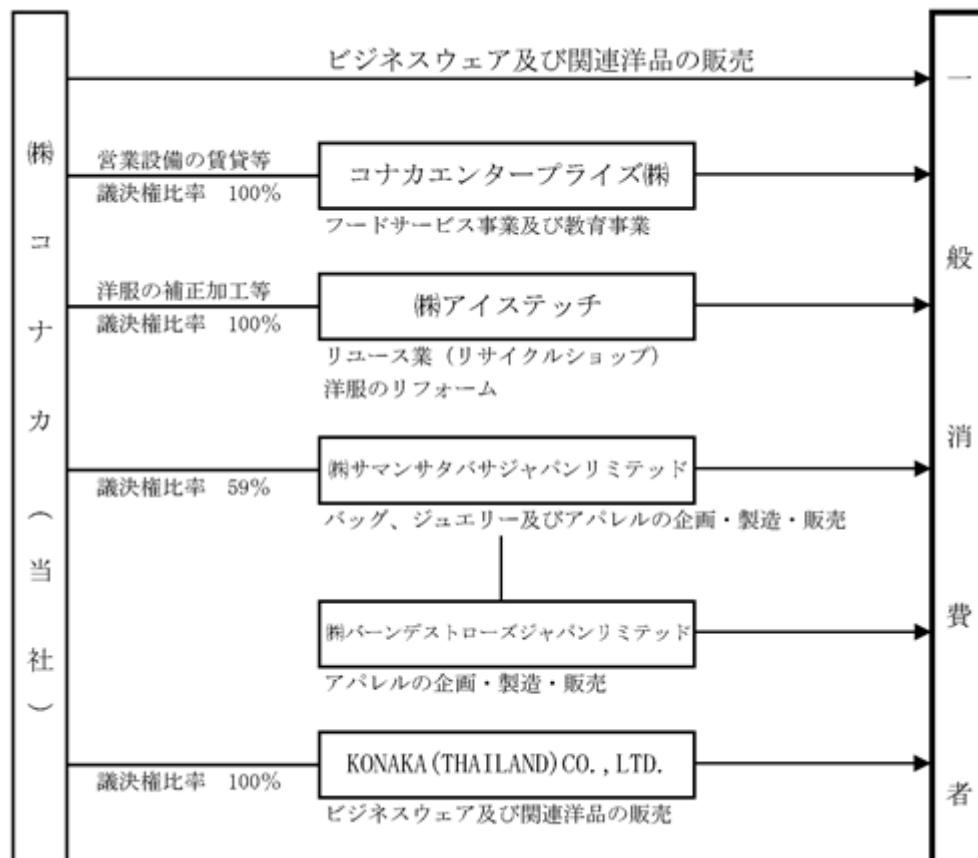 ㈱コナカ（当社）
ビジネスウェア及び関連洋品の販売
営業設備の賃貸等
議決権比率　100%
コナカエンタープライズ㈱
フードサービス事業及び教育事業
洋服の補正加工等
議決権比率　100%
㈱アイステッチ
リユース業（リサイクルショップ）
洋服のリフォーム
議決権比率　59%
㈱サマンサタバサジャパンリミテッド
バッグ、ジュエリー及びアパレルの企画・製造・販売
㈱バーンデストローズジャパンリミテッド
アパレルの企画・製造・販売
議決権比率　100%
KONAKA(THAILAND)CO.,LTD.
ビジネスウェア及び関連洋品の販売
一般消費者